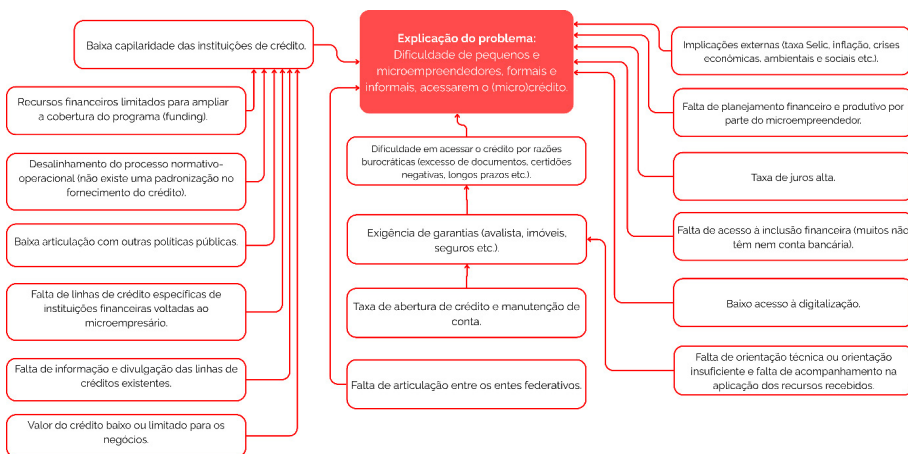 Baixa capilaridade das instituições de crédito.
Recursos financeiros limitados para ampliar
a cobertura do programa (funding).
Desalinhamento do processo normativo-
operacional (não existe uma padronização no
fornecimento do crédito).
Baixa articulação com outras políticas públicas.
Falta de linhas de crédito específicas de
instituições financeiras voltadas ao
microempresário.
Falta de informação e divulgação das linhas de
créditos existentes.
Valor do crédito baixo ou limitado para os
negócios.
Explicação do problema:
Dificuldade de pequenos e
microempreendedores, formais e
informais, acessarem o (micro)crédito.
Dificuldade em acessar o crédito por razões
burocráticas (excesso de documentos, certidões
negativas, longos prazos etc.).
Exigência de garantias (avalista, imóveis,
seguros etc.).
Taxa de abertura de crédito e manutenção de
conta.
Falta de articulação entre os entes federativos.
Implicações externas (taxa Selic, inflação, crises
econômicas, ambientais e sociais etc.).
Falta de planejamento financeiro e produtivo por
parte do microempreendedor.
Taxa de juros alta.
Falta de acesso à inclusão financeira (muitos não
têm nem conta bancária).
Baixo acesso à digitalização.
Falta de orientação técnica ou orientação
insuficiente e falta de acompanhamento na
aplicação dos recursos recebidos.